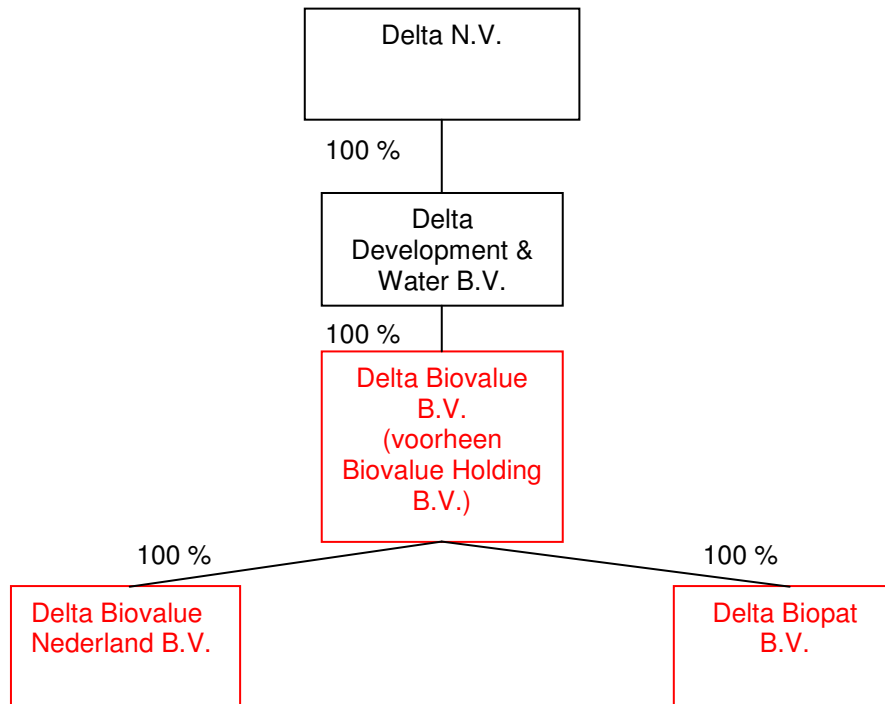 Delta N.V.
100 %
Delta
Development &
Water B.V.
100 %
Delta Biovalue
B.V.
(voorheen
Biovalue Holding
B.V.)
100 %
100 %
Delta Biovalue
Nederland B.V.
Delta Biopat
B.V.